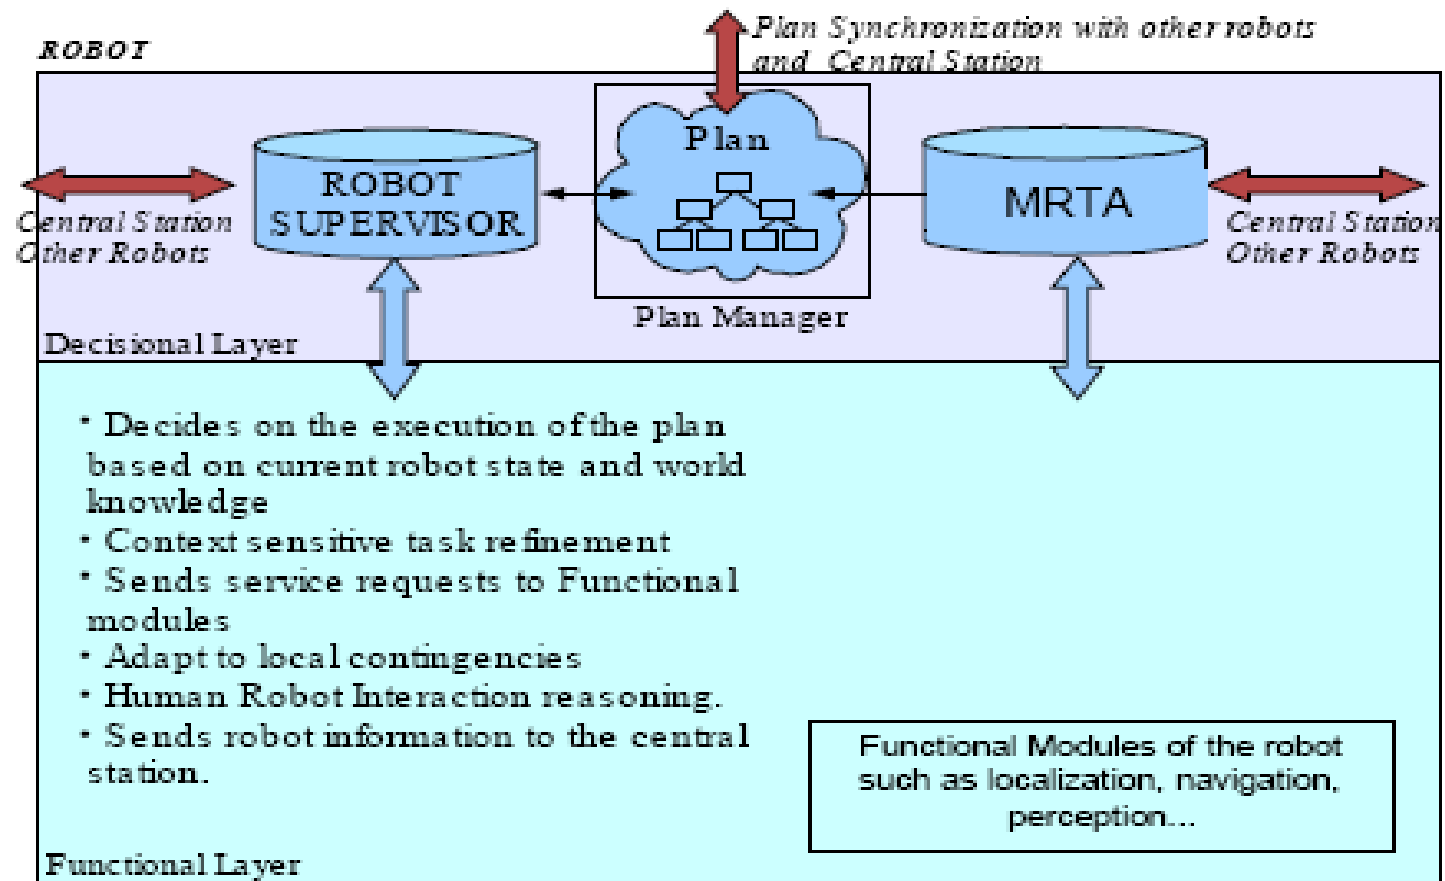 Plan Synchronization with other robots
and Central Station
ROBOT
Plan
ROBOT
SUPERVISOR
MRTA
Central Station
Other Robots
Central Station
Other Robots
Plan Manager
Decisional Layer
• Decides on the execution of the plan
based on current robot state and world
knowledge
• Context sensitive task refinement
• Sends service requests to Functional
modules
• Adapt to local contingencies
• Human Robot Interaction reasoning.
• Sends robot information to the central
station.
Functional Modules of the robot
such as localization, navigation,
perception...
Functional Layer